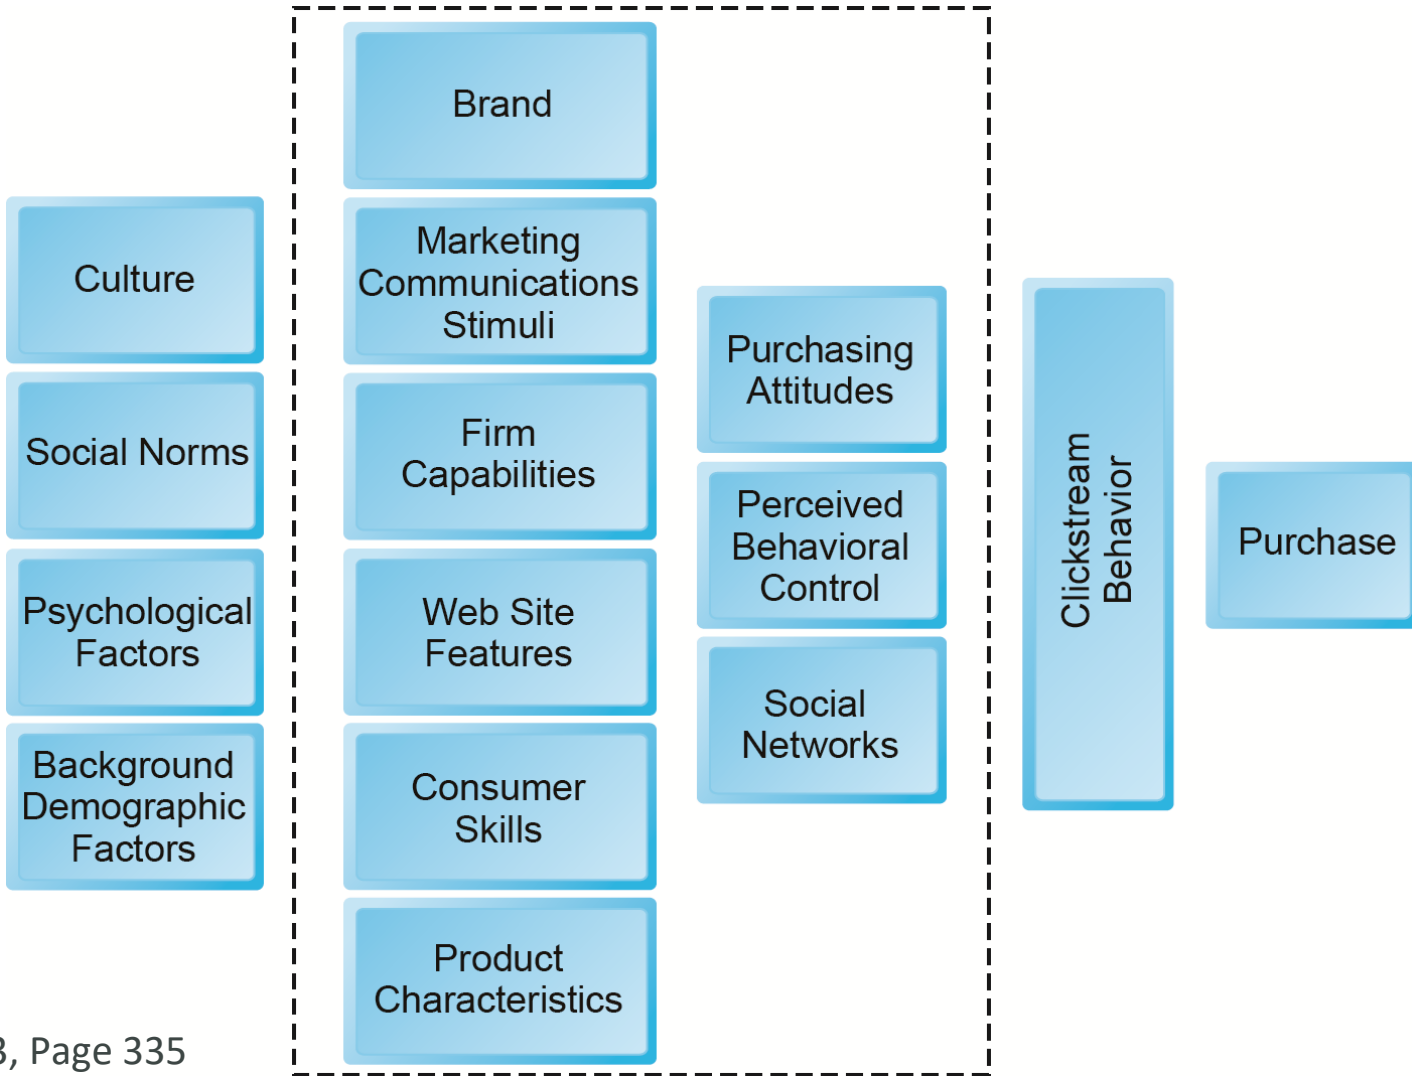 Culture
Social Norms
Psychological
Factors
Background
Demographic
Factors
Brand
Marketing
Communications
Stimuli
Firm
Capabilities
Web Site
Features
Consumer
Skills
Product
Characteristics
Purchasing
Attitudes
Perceived
Behavioral
Control
Social
Networks
Clickstream
Behavior
Purchase
, Page 335